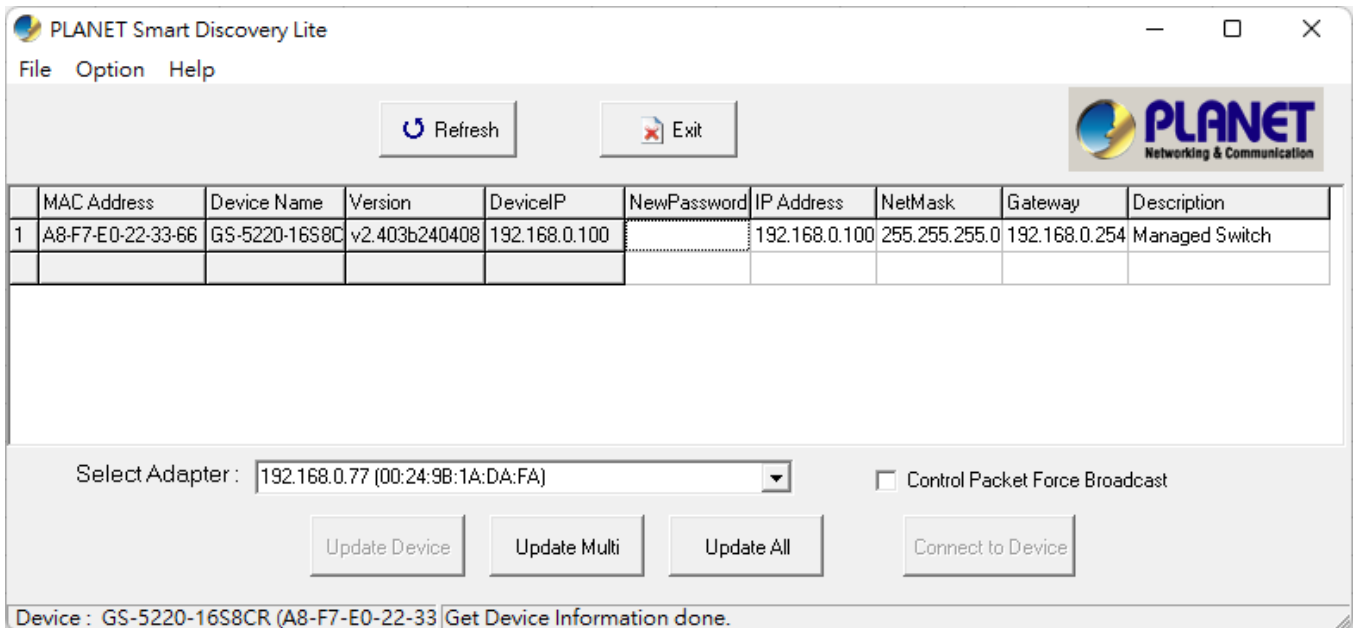 PLANET Smart Discovery Lite
File Option Help
Refresh Exit
PLANET
Networking & Communication
MAC Address Device Name Version DeviceIP NewPassword IP Address NetMask Gateway Description
1 A8-F7-E0-22-33-66 GS-5220-16S8C v2.403b240408 192.168.0.100 192.168.0.100 255.255.255.0 192.168.0.254 Managed Switch
Select Adapter : 192.168.0.77 (00:24:9B:1A:DA:FA) Control Packet Force Broadcast
Update Device Update Multi Update All Connect to Device
Device : GS-5220-16S8CR (A8-F7-E0-22-33 Get Device Information done.